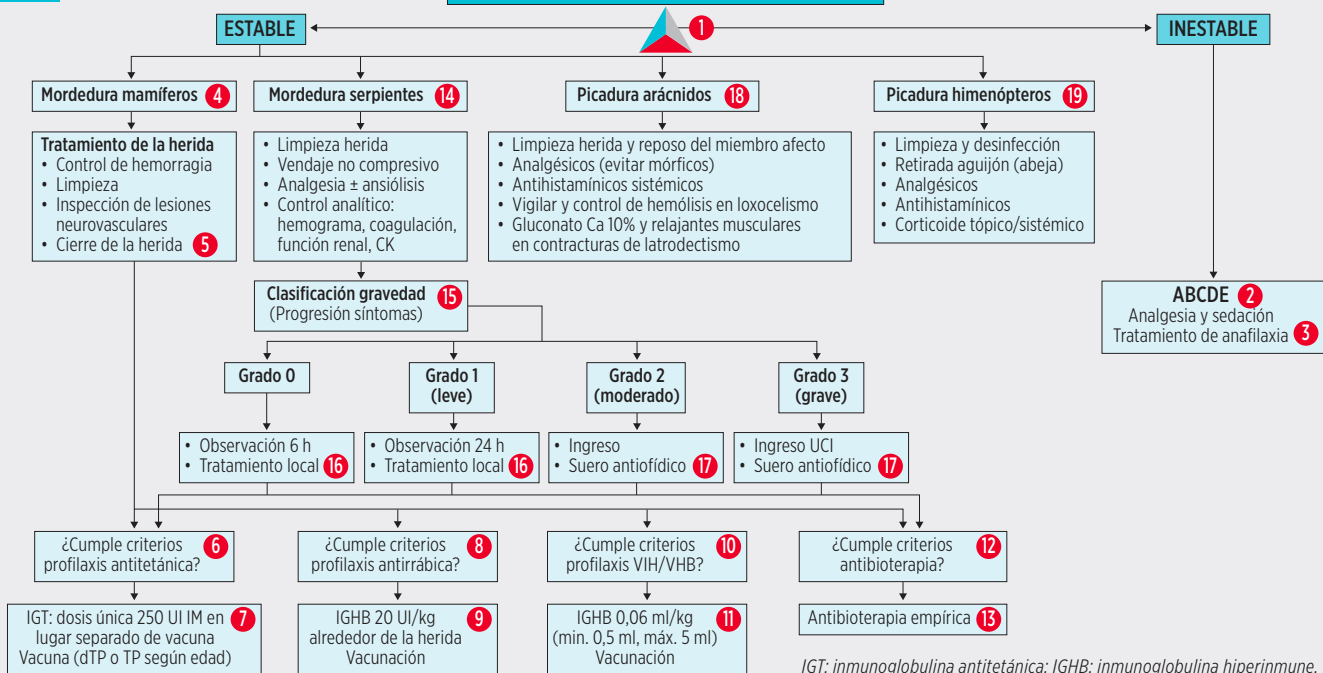 ESTABLE
1
INESTABLE
Mordedura mamíferos 4
Mordedura serpientes 14
Picadura arácnidos 18
Picadura himenópteros 19
Tratamiento de la herida
• Control de hemorragia
• Limpieza
• Inspección de lesiones
neurovasculares
• Cierre de la herida 5
• Limpieza herida
• Vendaje no compresivo
• Analgesia ± ansiólisis
• Control analítico:
hemograma, coagulación,
función renal, CK
• Limpieza herida y reposo del miembro afecto
• Analgésicos (evitar mórficos)
• Antihistamínicos sistémicos
• Vigilar y control de hemólisis en loxocelismo
• Gluconato Ca 10% y relajantes musculares
en contracturas de latrodectismo
• Limpieza y desinfección
• Retirada aguijón (abeja)
• Analgésicos
• Antihistamínicos
• Corticoide tópico/sistémico
ABCDE 2
Analgesia y sedación
Tratamiento de anafilaxia 3
Clasificación gravedad 15
(Progresión síntomas)
Grado 0
Grado 1
(leve)
Grado 2
(moderado)
Grado 3
(grave)
• Observación 6 h
• Tratamiento local 16
• Observación 24 h
• Tratamiento local 16
• Ingreso
• Suero antiofídico 17
• Ingreso UCI
• Suero antiofídico 17
¿Cumple criterios 6
profilaxis antitetánica?
¿Cumple criterios 8
profilaxis antirrábica?
¿Cumple criterios 10
profilaxis VIH/VHB?
¿Cumple criterios 12
antibioterapia?
IGT: dosis única 250 UI IM en 7
lugar separado de vacuna
Vacuna (dTP o TP según edad)
IGHB 20 UI/kg 9
alrededor de la herida
Vacunación
IGHB 0,06 ml/kg 11
(min. 0,5 ml, máx. 5 ml)
Vacunación
Antibioterapia empírica 13
IGT: inmunoglobulina antitetánica; IGHB: inmunoglobulina hiperinmune.